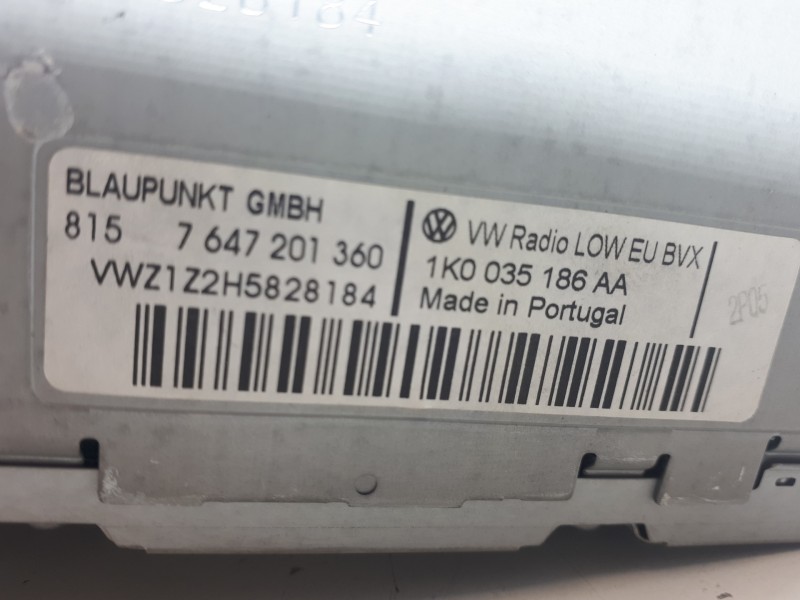 BLAUPUNKT GMBH
815 7 647 201 360
VWZ1Z2H5828184
VW Radio LOW EU BVX
1K0 035 186 AA
Made in Portugal
2P05